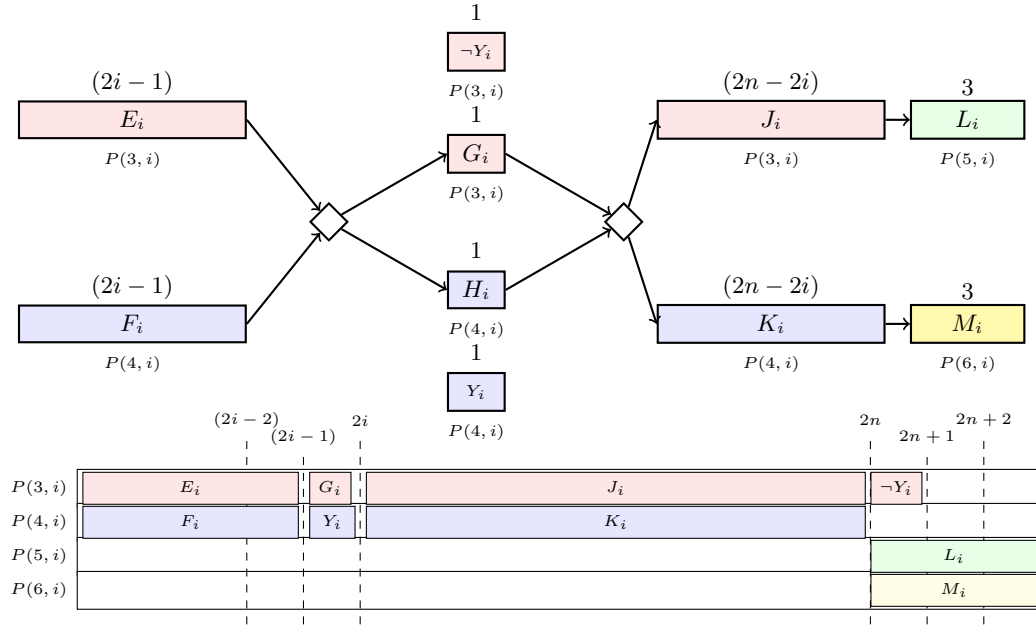 1
¬Y_i
P(3, i)
(2i − 1)
E_i
P(3, i)
1
G_i
P(3, i)
(2n − 2i)
J_i
P(3, i)
3
L_i
P(5, i)
(2i − 1)
F_i
P(4, i)
1
H_i
P(4, i)
(2n − 2i)
K_i
P(4, i)
3
M_i
P(6, i)
1
Y_i
P(4, i)
(2i − 2) (2i − 1) 2i 2n 2n + 1 2n + 2
P(3, i) E_i G_i J_i ¬Y_i
P(4, i) F_i Y_i K_i
P(5, i) L_i
P(6, i) M_i